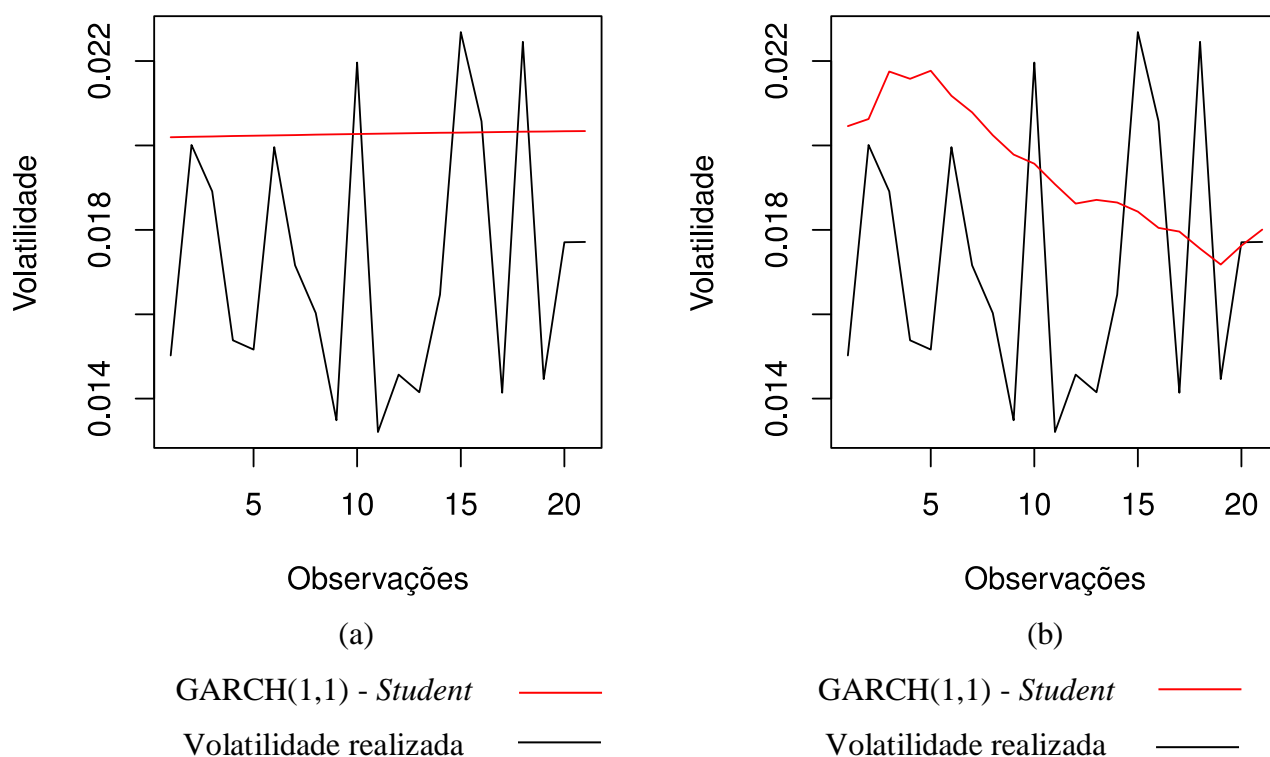 Volatilidade
0.014
0.018
0.022
5
10
15
20
Observações
(a)
GARCH(1,1) - Student
Volatilidade realizada
Volatilidade
0.014
0.018
0.022
5
10
15
20
Observações
(b)
GARCH(1,1) - Student
Volatilidade realizada